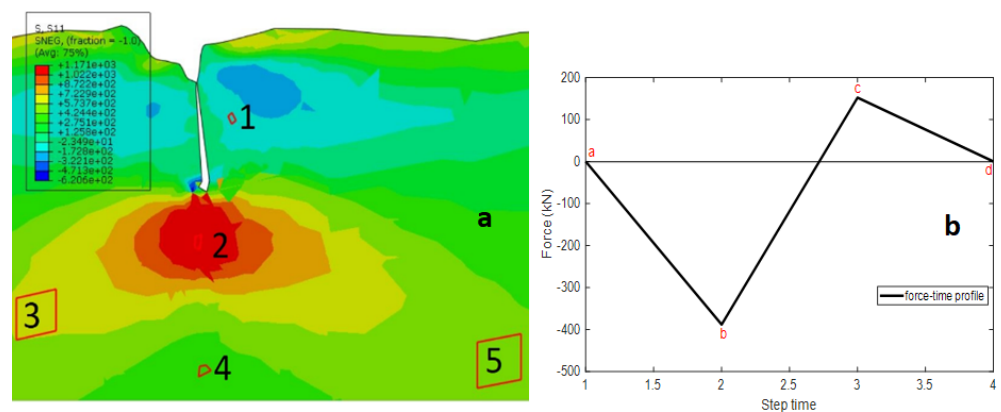 S, S11
SNEG, (fraction = -1.0)
(Avg: 75%)
+1.171e+03
+1.022e+03
+8.722e+02
+7.229e+02
+5.737e+02
+4.244e+02
+2.751e+02
+1.258e+02
-2.349e+01
-1.728e+02
-3.221e+02
-4.713e+02
-6.206e+02
1
2
a
3
4
5
200
100
0
-100
-200
-300
-400
-500
Force (kN)
a
b
c
d
b
force-time profile
1
1.5
2
2.5
3
3.5
4
Step time